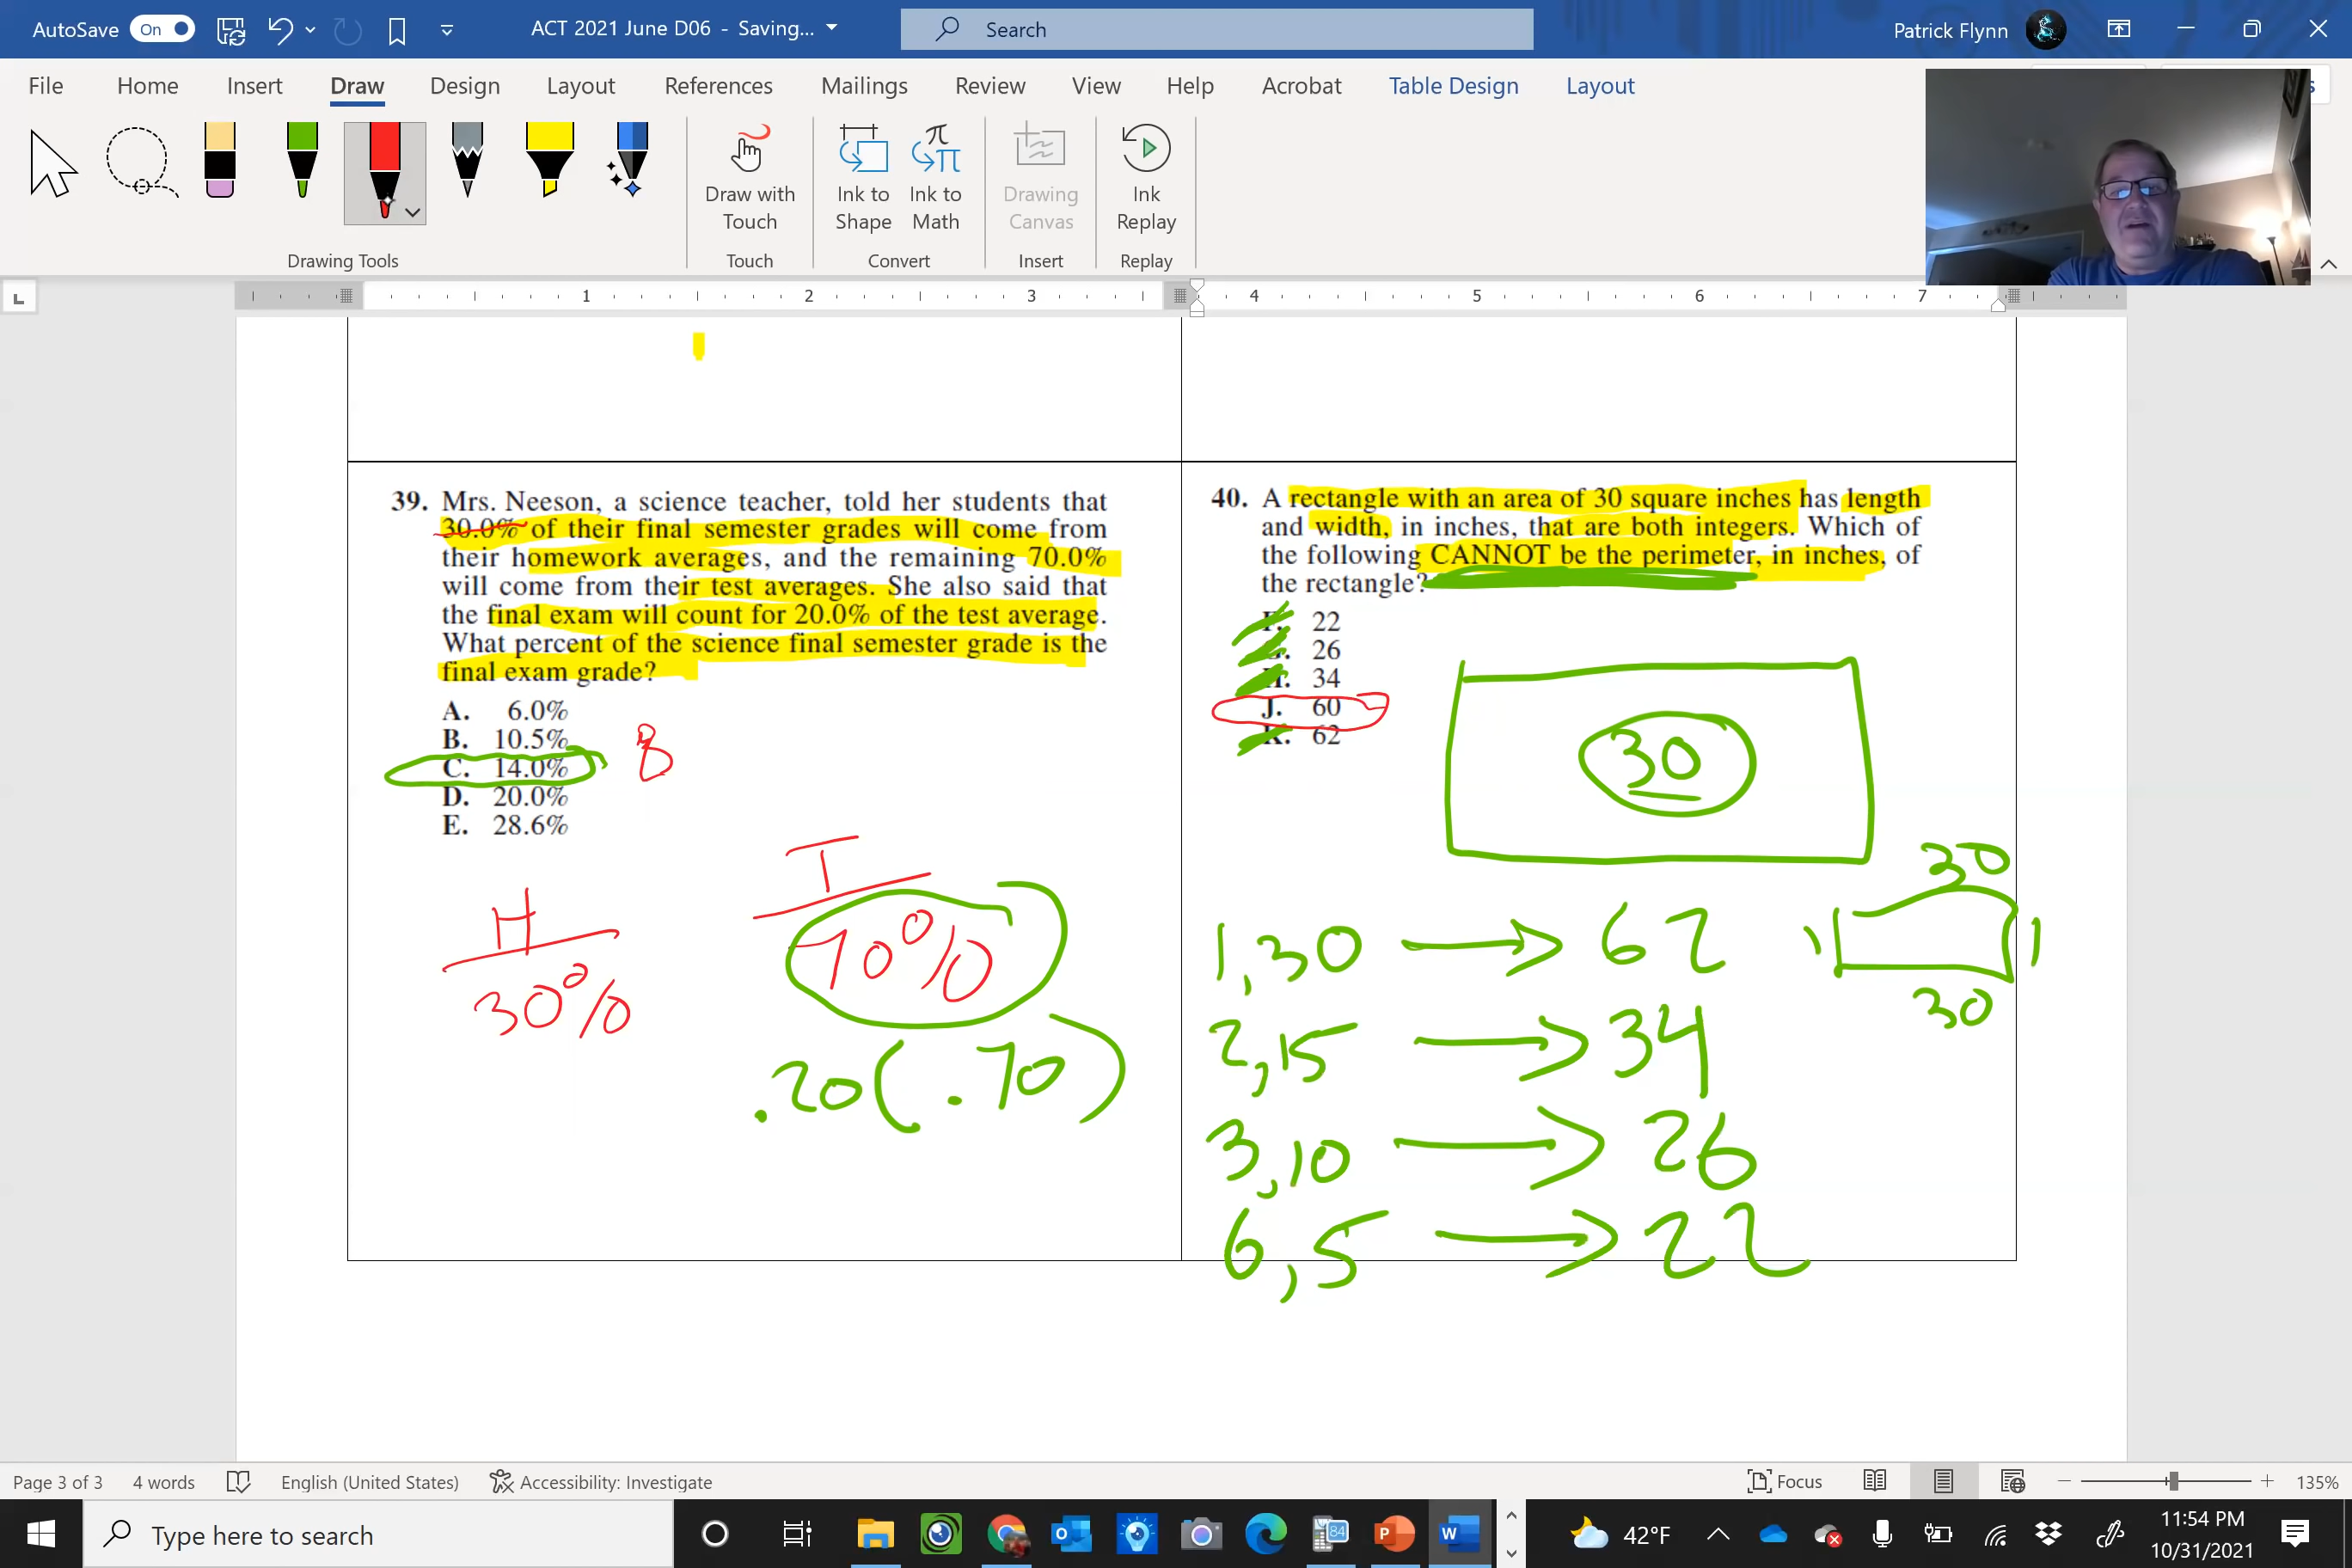 AutoSave On ACT 2021 June D06 - Saving... Search Patrick Flynn
File Home Insert Draw Design Layout References Mailings Review View Help Acrobat Table Design Layout
Draw with Touch
Ink to Shape
Ink to Math
Drawing Canvas
Ink Replay
Drawing Tools Touch Convert Insert Replay
1 2 3 4 5 6 7
39. Mrs. Neeson, a science teacher, told her students that
30.0% of their final semester grades will come from
their homework averages, and the remaining 70.0%
will come from their test averages. She also said that
the final exam will count for 20.0% of the test average.
What percent of the science final semester grade is the
final exam grade?
A. 6.0%
B. 10.5%
C. 14.0%
D. 20.0%
E. 28.6%
8
H
30%
T
70%
.20(.70)
40. A rectangle with an area of 30 square inches has length
and width, in inches, that are both integers. Which of
the following CANNOT be the perimeter, in inches, of
the rectangle?
F. 22
G. 26
H. 34
J. 60
K. 62
30
30
1 1
30
1,30 → 62
2,15 → 34
3,10 → 26
6,5 → 22
Page 3 of 3 4 words English (United States) Accessibility: Investigate Focus 135%
Type here to search
84
42°F
11:54 PM
10/31/2021